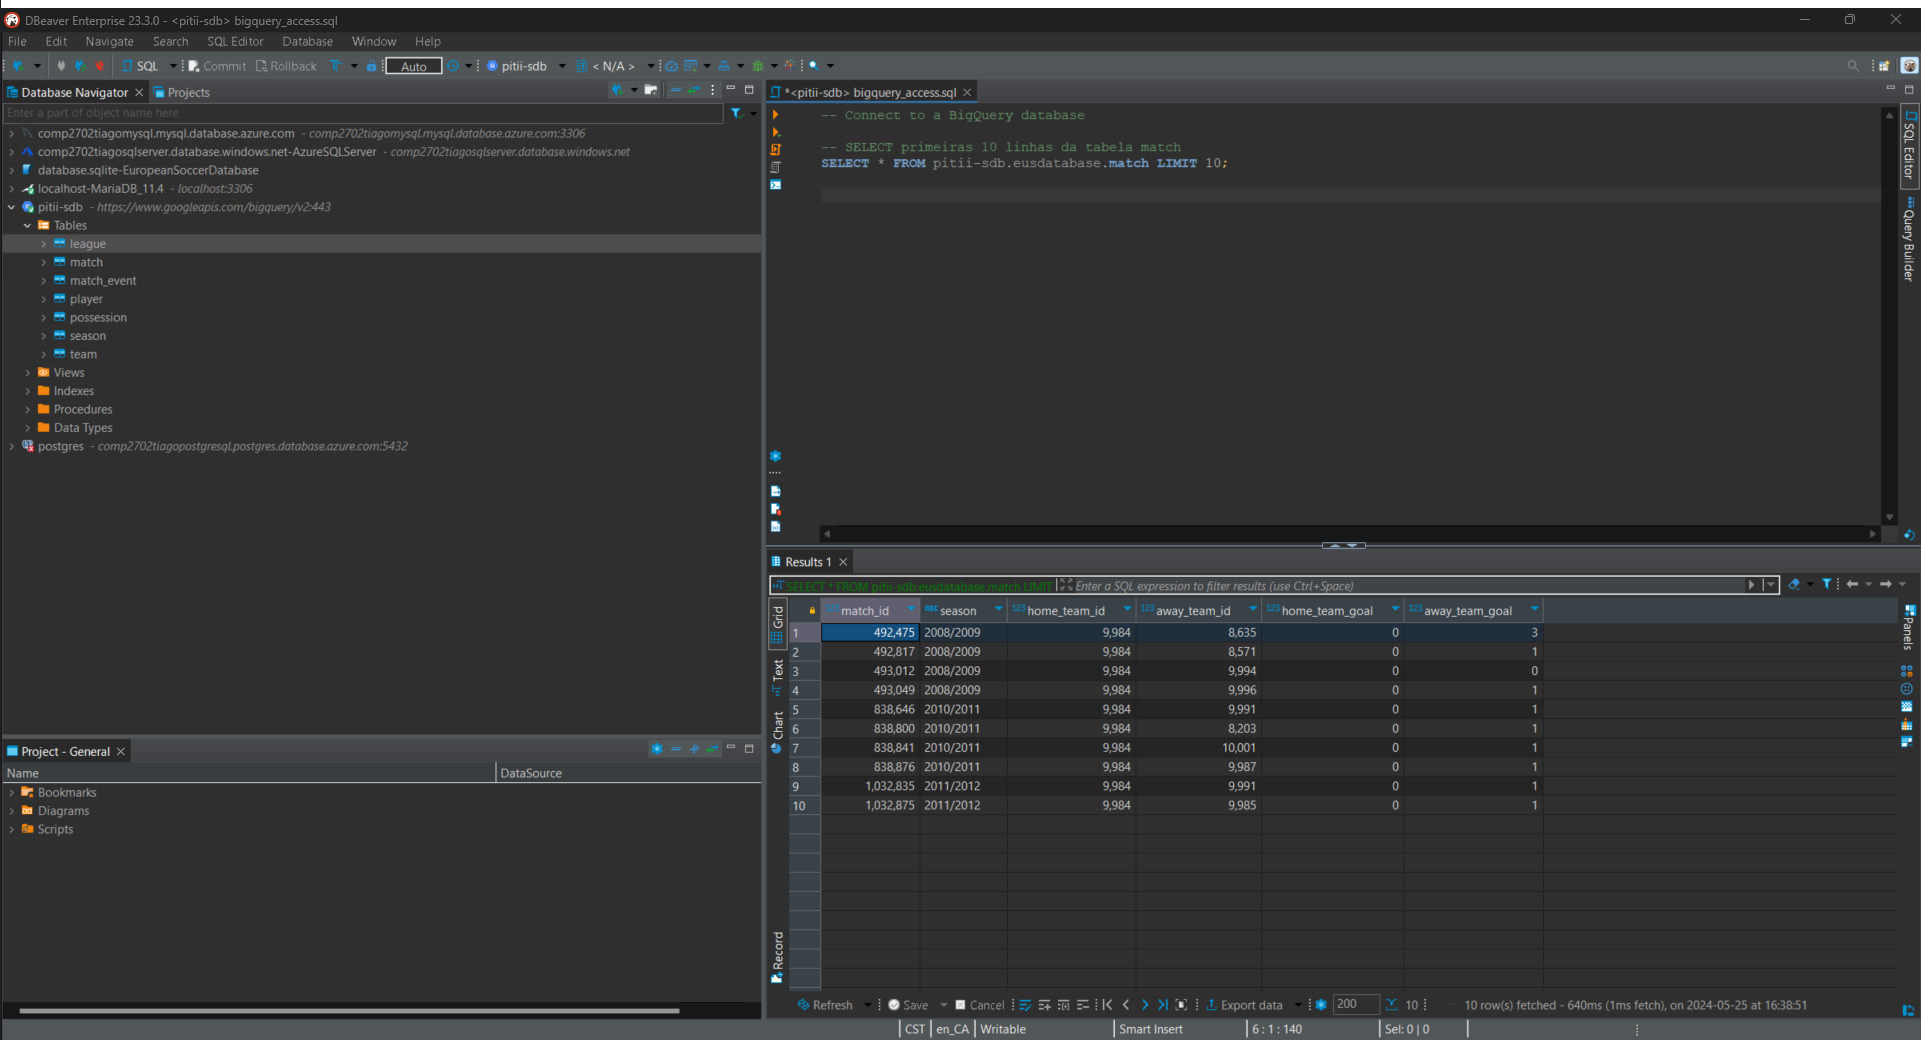 DBeaver Enterprise 23.3.0 - <pitii-sdb> bigquery_access.sql
File Edit Navigate Search SQL Editor Database Window Help
SQL Commit Rollback Auto pitii-sdb < N/A >
Database Navigator Projects
Enter a part of object name here
comp2702tiagomysql.mysql.database.azure.com - comp2702tiagomysql.mysql.database.azure.com:3306
comp2702tiagosqlserver.database.windows.net-AzureSQLServer - comp2702tiagosqlserver.database.windows.net
database.sqlite-EuropeanSoccerDatabase
localhost-MariaDB_11.4 - localhost:3306
pitii-sdb - https://www.googleapis.com/bigquery/v2:443
Tables
league
match
match_event
player
possession
season
team
Views
Indexes
Procedures
Data Types
postgres - comp2702tiagopostgresql.postgres.database.azure.com:5432
Project - General
Name DataSource
Bookmarks
Diagrams
Scripts
*<pitii-sdb> bigquery_access.sql
-- Connect to a BigQuery database
-- SELECT primeiras 10 linhas da tabela match
SELECT * FROM pitii-sdb.eusdatabase.match LIMIT 10;
SQL Editor
Query Builder
Results 1
SELECT * FROM pitii-sdb.eusdatabase.match LIMIT Enter a SQL expression to filter results (use Ctrl+Space)
Grid
Text
Chart
Record
Panels
123 match_id ABC season 123 home_team_id 123 away_team_id 123 home_team_goal 123 away_team_goal
1 492,475 2008/2009 9,984 8,635 0 3
2 492,817 2008/2009 9,984 8,571 0 1
3 493,012 2008/2009 9,984 9,994 0 0
4 493,049 2008/2009 9,984 9,996 0 1
5 838,646 2010/2011 9,984 9,991 0 1
6 838,800 2010/2011 9,984 8,203 0 1
7 838,841 2010/2011 9,984 10,001 0 1
8 838,876 2010/2011 9,984 9,987 0 1
9 1,032,835 2011/2012 9,984 9,991 0 1
10 1,032,875 2011/2012 9,984 9,985 0 1
Refresh Save Cancel Export data 200 10 10 row(s) fetched - 640ms (1ms fetch), on 2024-05-25 at 16:38:51
CST en_CA Writable Smart Insert 6 : 1 : 140 Sel: 0 | 0